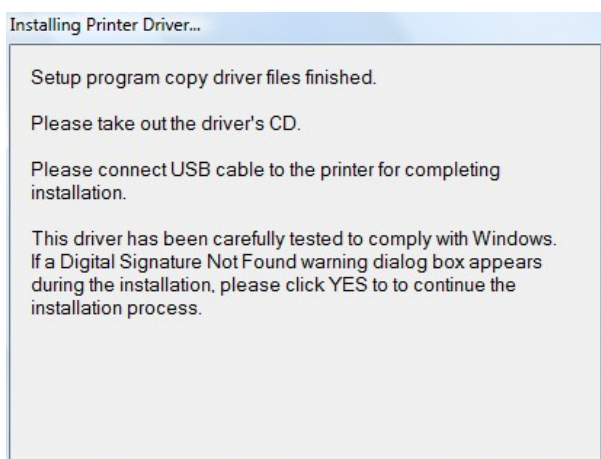 Installing Printer Driver...
Setup program copy driver files finished.
Please take out the driver's CD.
Please connect USB cable to the printer for completing
installation.
This driver has been carefully tested to comply with Windows.
If a Digital Signature Not Found warning dialog box appears
during the installation, please click YES to to continue the
installation process.